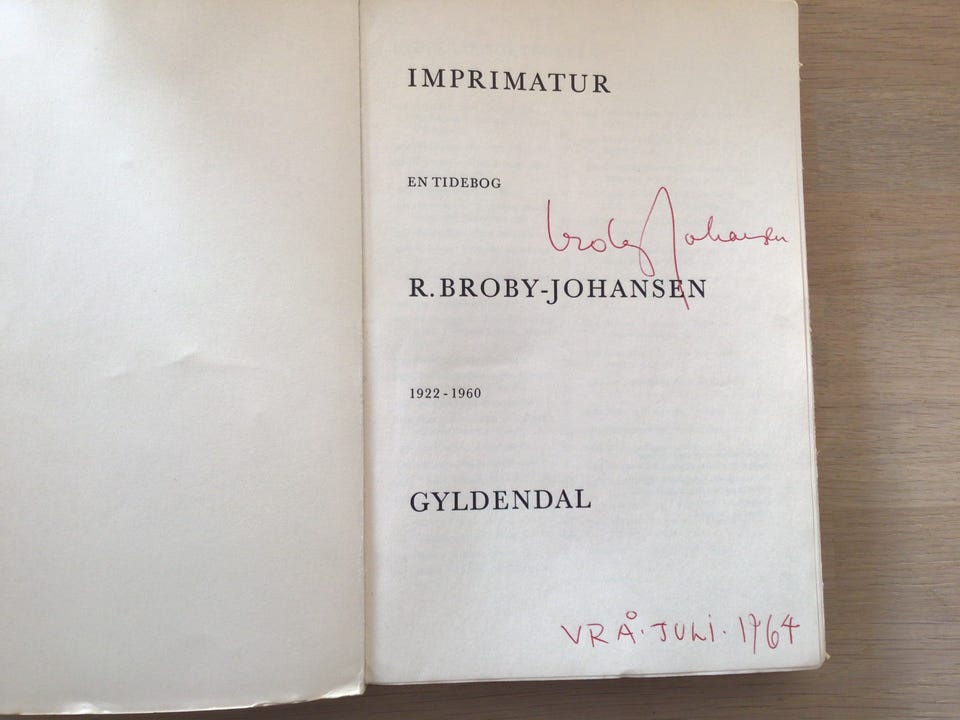 IMPRIMATUR
EN TIDEBOG
broby Johansen
R. BROBY-JOHANSEN
1922-1960
GYLDENDAL
VRÅ. JULI. 1964